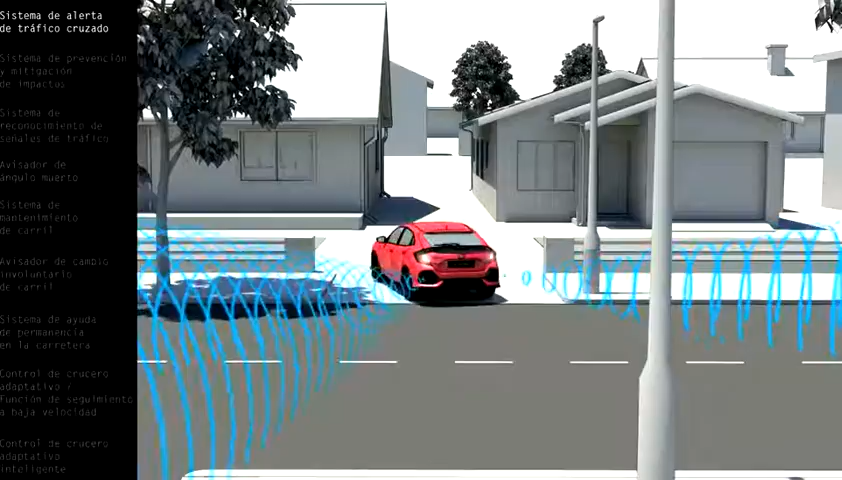 Sistema de alerta
de tráfico cruzado
Sistema de prevención
y mitigación
de impactos
Sistema de
reconocimiento de
señales de tráfico
Avisador de
ángulo muerto
Sistema de
mantenimiento
de carril
Avisador de cambio
involuntario
de carril
Sistema de ayuda
de permanencia
en la carretera
Control de crucero
adaptativo /
Función de seguimiento
a baja velocidad
Control de crucero
adaptativo
inteligente